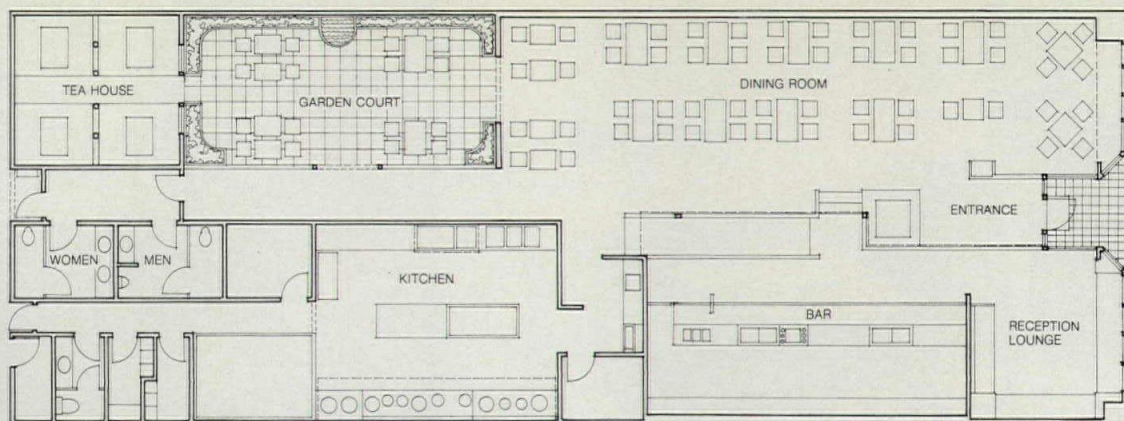 DINING ROOM
TEA HOUSE
GARDEN COURT
ENTRANCE
WOMEN
MEN
KITCHEN
BAR
RECEPTION
LOUNGE